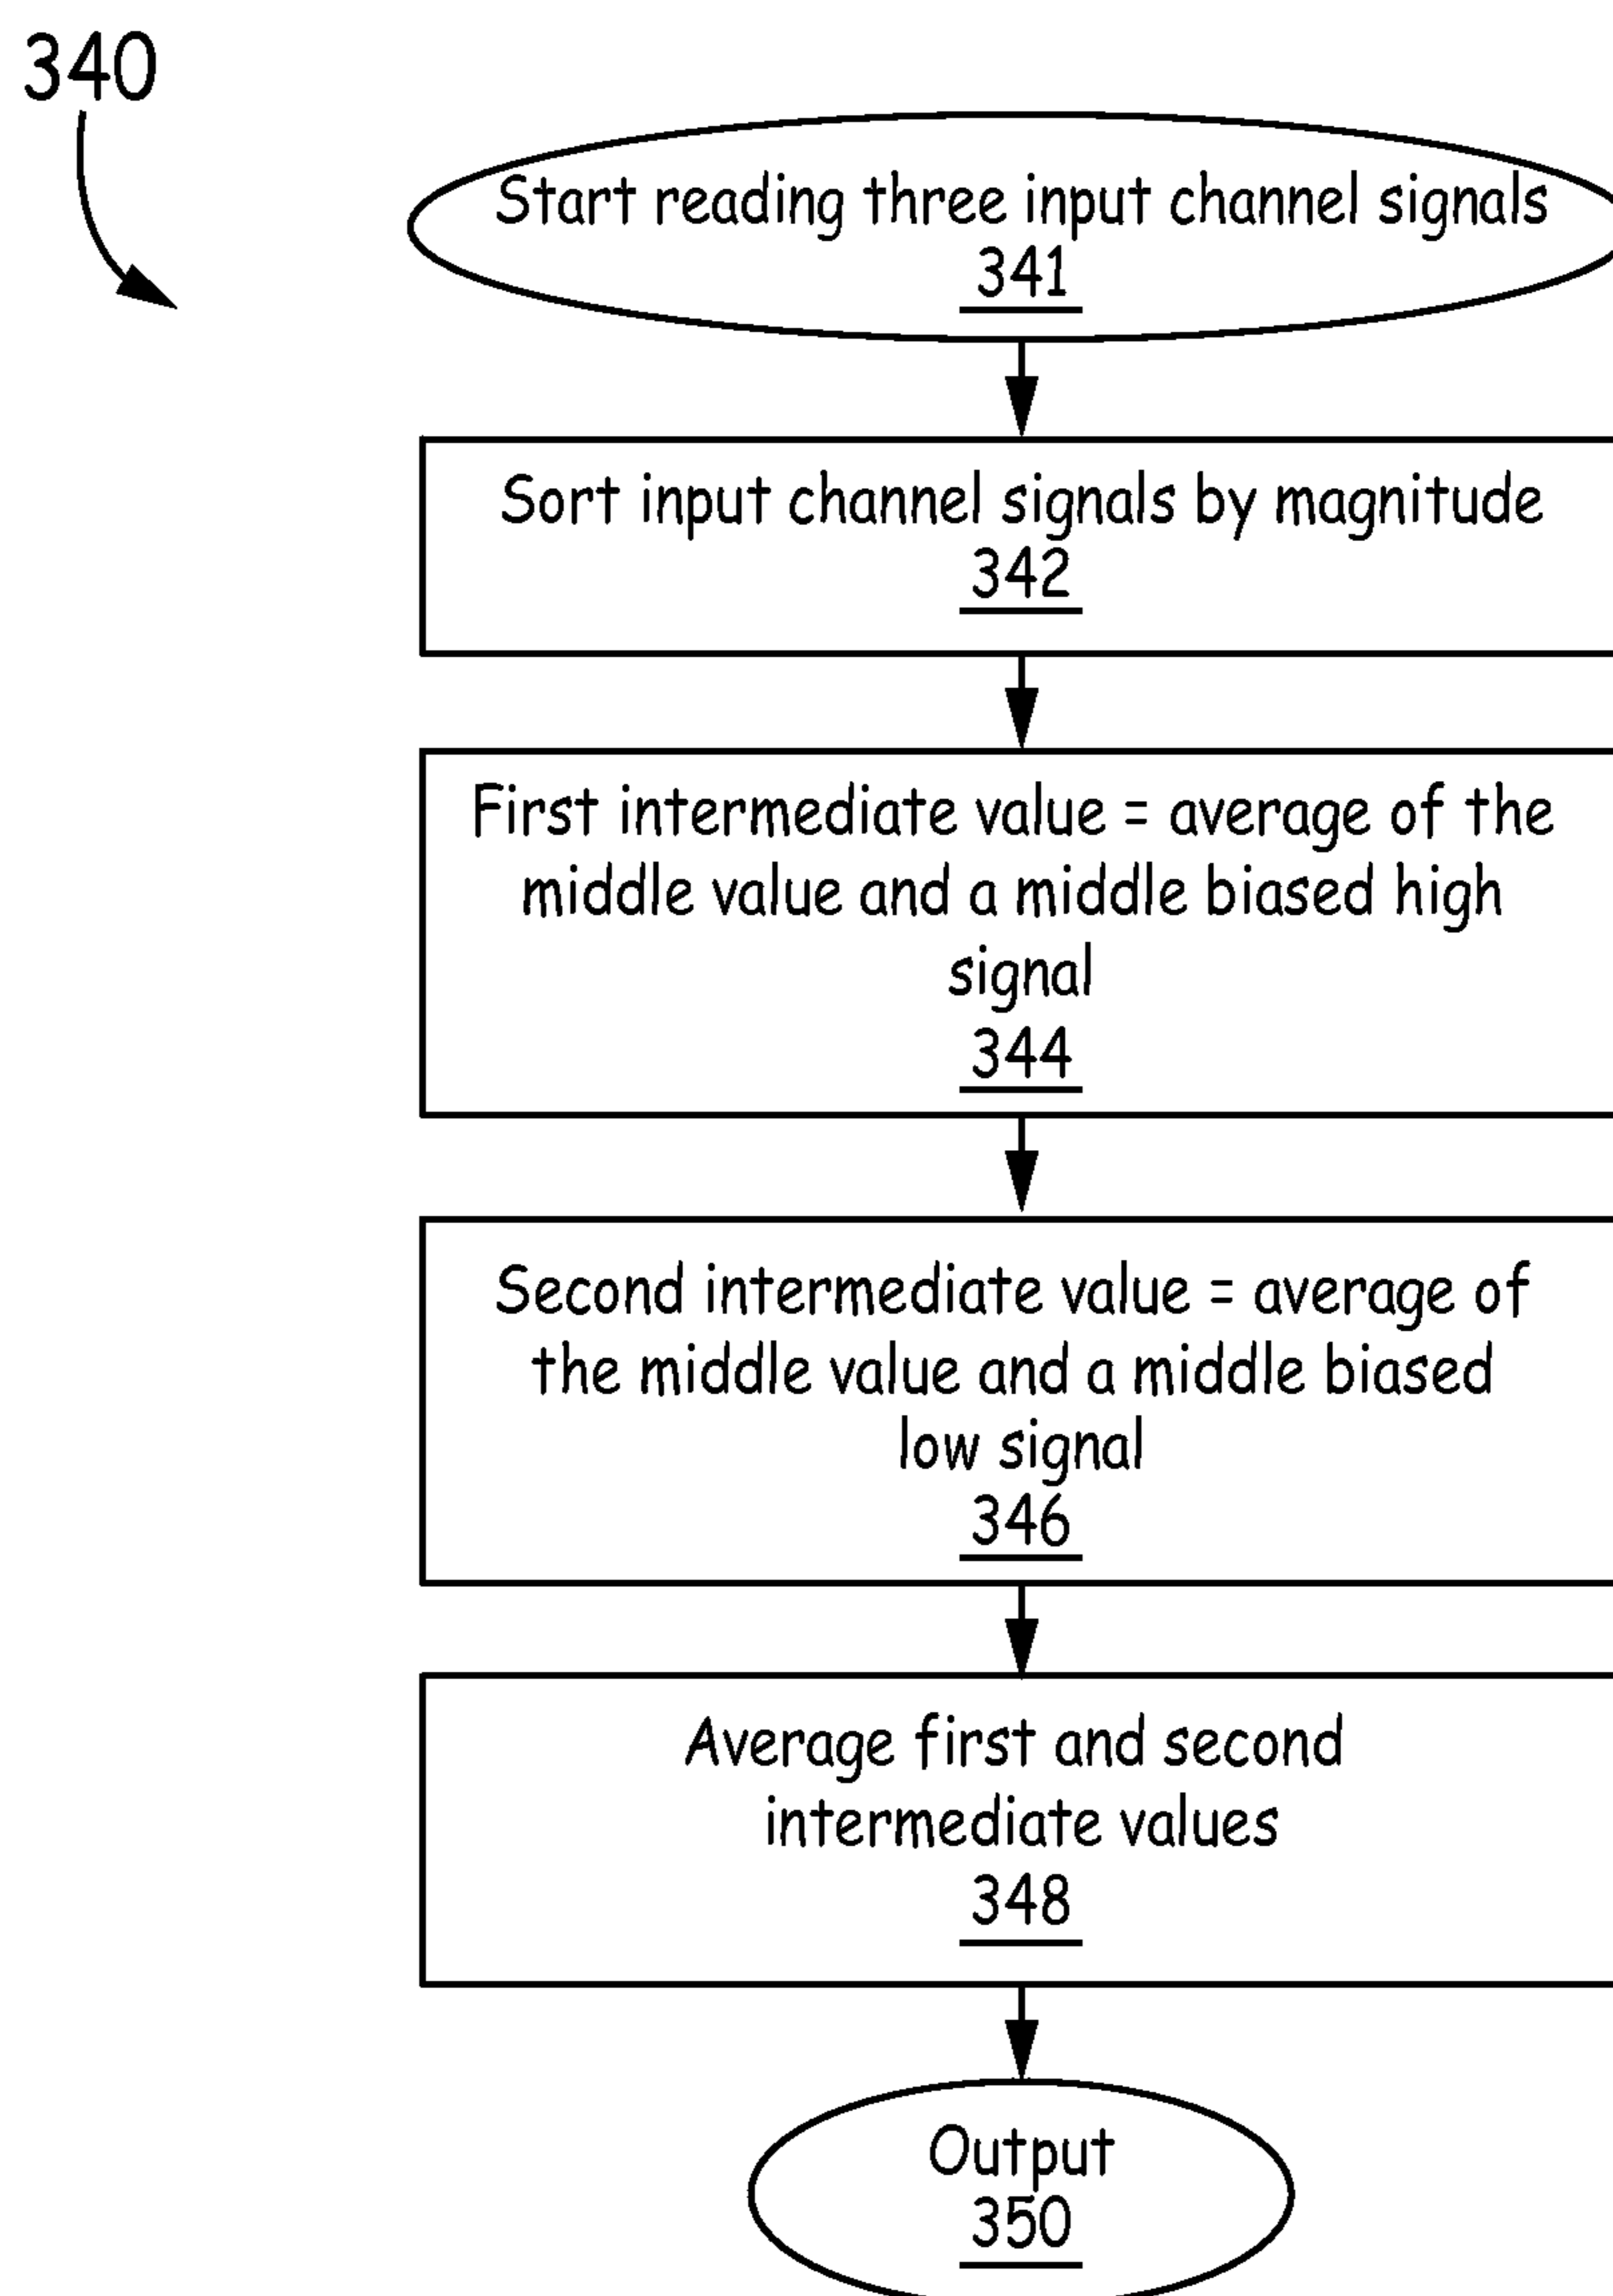 340
Start reading three input channel signals
341
Sort input channel signals by magnitude
342
First intermediate value = average of the
middle value and a middle biased high
signal
344
Second intermediate value = average of
the middle value and a middle biased
low signal
346
Average first and second
intermediate values
348
Output
350